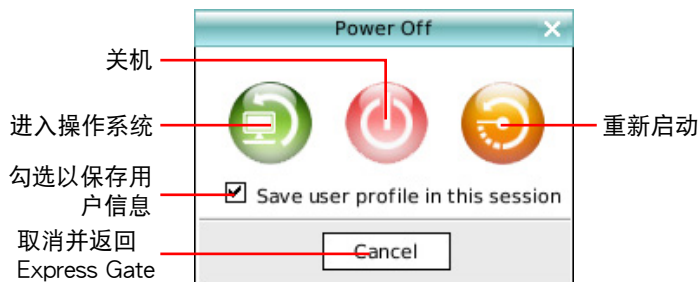 Power Off
关机
进入操作系统
重新启动
勾选以保存用
户信息
Save user profile in this session
取消并返回
Express Gate
Cancel